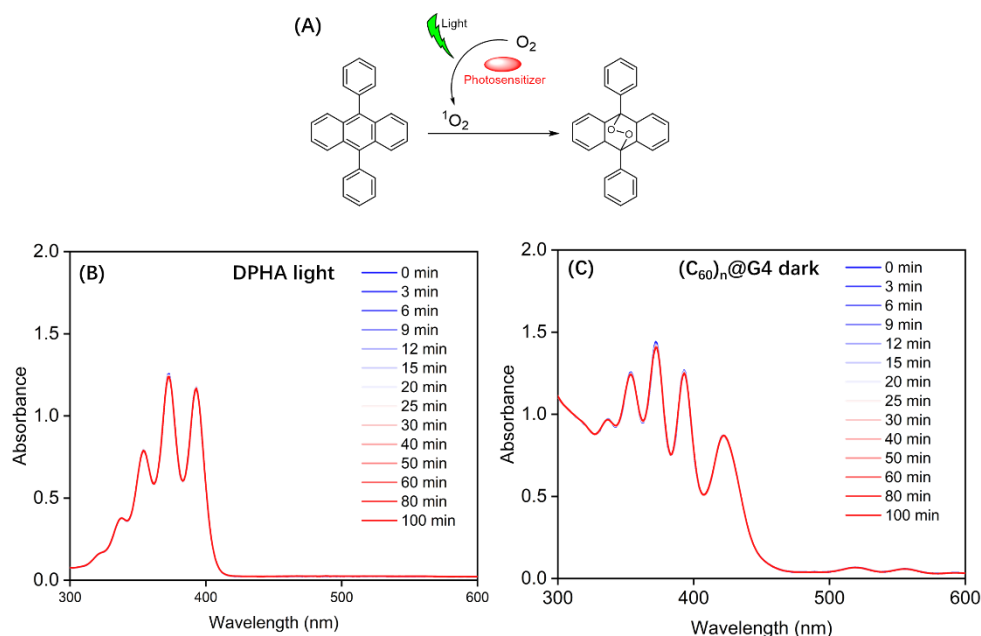 (A)
Light
O₂
Photosensitizer
¹O₂
O
O
(B)
DPHA light
0 min
3 min
6 min
9 min
12 min
15 min
20 min
25 min
30 min
40 min
50 min
60 min
80 min
100 min
2.0
1.5
1.0
0.5
0.0
Absorbance
300
400
500
600
Wavelength (nm)
(C)
(C₆₀)ₙ@G4 dark
0 min
3 min
6 min
9 min
12 min
15 min
20 min
25 min
30 min
40 min
50 min
60 min
80 min
100 min
2.0
1.5
1.0
0.5
0.0
Absorbance
300
400
500
600
Wavelength (nm)